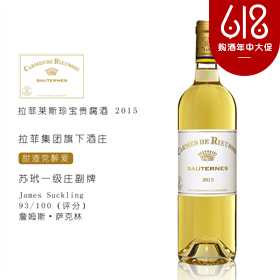 618
购酒年中大促
CARMES DE RIEUSSEC
SAUTERNES
拉菲莱斯珍宝贵腐酒 2015
拉菲集团旗下酒庄
甜酒党醉爱
苏玳一级庄副牌
James Suckling
93/100（评分）
詹姆斯·萨克林
CARMES DE RIEUSSEC
SAUTERNES
2015